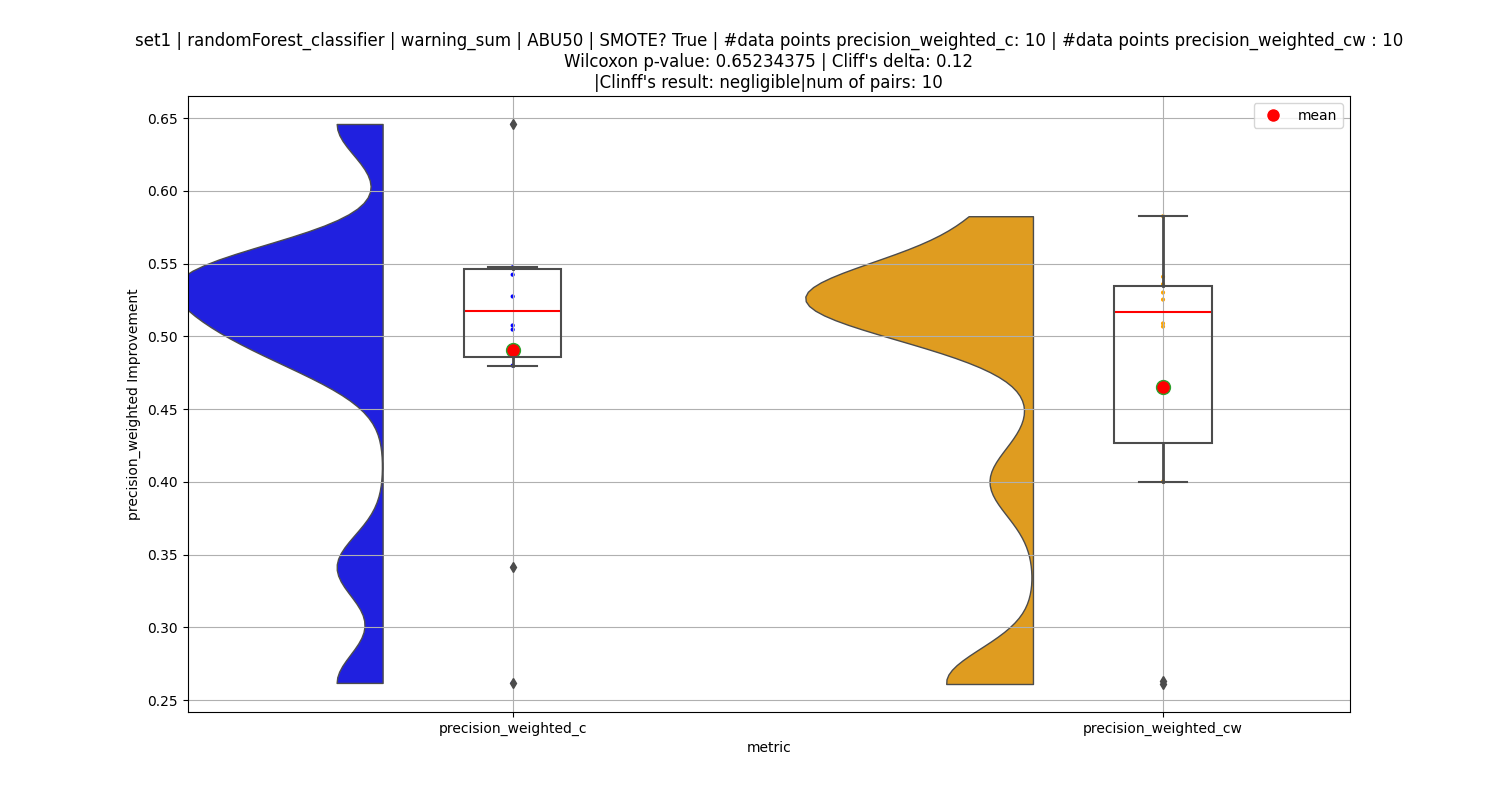 set1 | randomForest_classifier | warning_sum | ABU50 | SMOTE? True | #data points precision_weighted_c: 10 | #data points precision_weighted_cw : 10
Wilcoxon p-value: 0.65234375 | Cliff's delta: 0.12
|Clinff's result: negligible|num of pairs: 10
mean
precision_weighted Improvement
0.65
0.60
0.55
0.50
0.45
0.40
0.35
0.30
0.25
precision_weighted_c
precision_weighted_cw
metric